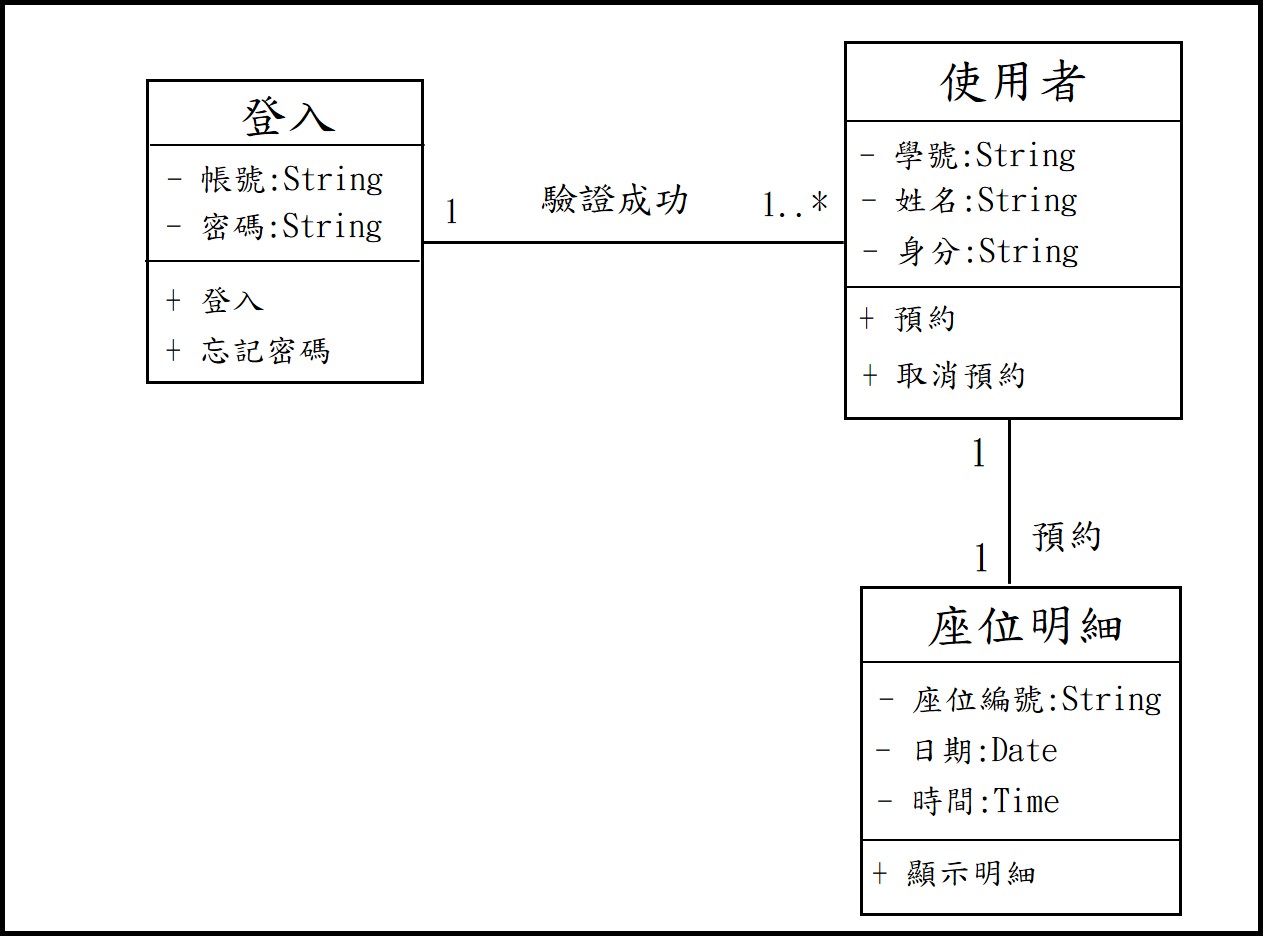 登入
- 帳號:String
- 密碼:String
+ 登入
+ 忘記密碼
1
驗證成功
1..*
使用者
- 學號:String
- 姓名:String
- 身分:String
+ 預約
+ 取消預約
1
預約
1
座位明細
- 座位編號:String
- 日期:Date
- 時間:Time
+ 顯示明細